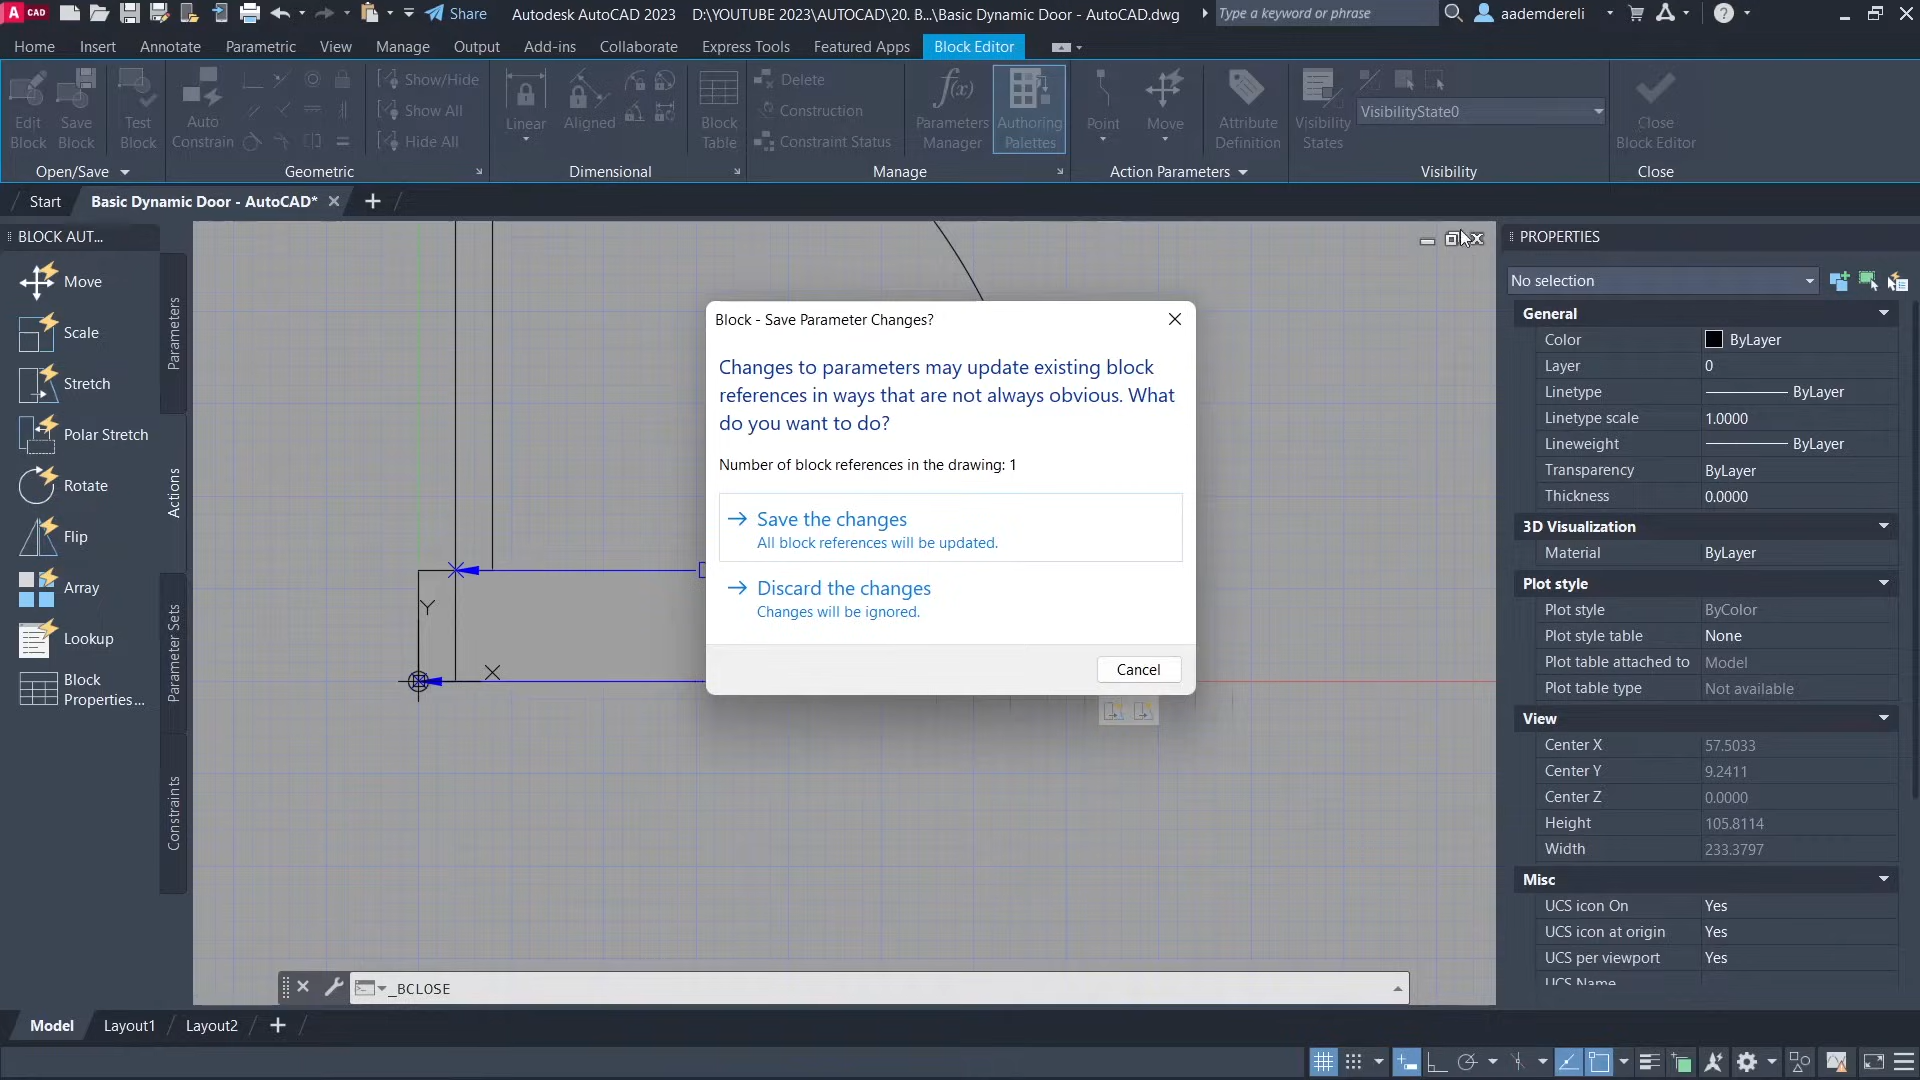 A CAD
Share
Autodesk AutoCAD 2023 D:\YOUTUBE 2023\AUTOCAD\20. B...\Basic Dynamic Door - AutoCAD.dwg
Type a keyword or phrase
aademdereli
Home
Insert
Annotate
Parametric
View
Manage
Output
Add-ins
Collaborate
Express Tools
Featured Apps
Block Editor
Edit
Block
Save
Block
Test
Block
Auto
Constrain
Show/Hide
Show All
Hide All
Linear
Aligned
Block
Table
Delete
Construction
Constraint Status
Parameters
Manager
Authoring
Palettes
Point
Move
Attribute
Definition
Visibility
States
VisibilityState0
Close
Block Editor
Open/Save
Geometric
Dimensional
Manage
Action Parameters
Visibility
Close
Start
Basic Dynamic Door - AutoCAD*
BLOCK AUT...
Move
Scale
Stretch
Polar Stretch
Rotate
Flip
Array
Lookup
Block
Properties...
Parameters
Actions
Parameter Sets
Constraints
Y
X
Block - Save Parameter Changes?
Changes to parameters may update existing block
references in ways that are not always obvious. What
do you want to do?
Number of block references in the drawing: 1
Save the changes
All block references will be updated.
Discard the changes
Changes will be ignored.
Cancel
_BCLOSE
PROPERTIES
No selection
General
Color ByLayer
Layer 0
Linetype ByLayer
Linetype scale 1.0000
Lineweight ByLayer
Transparency ByLayer
Thickness 0.0000
3D Visualization
Material ByLayer
Plot style
Plot style ByColor
Plot style table None
Plot table attached to Model
Plot table type Not available
View
Center X 57.5033
Center Y 9.2411
Center Z 0.0000
Height 105.8114
Width 233.3797
Misc
UCS icon On Yes
UCS icon at origin Yes
UCS per viewport Yes
UCS Name
Model
Layout1
Layout2